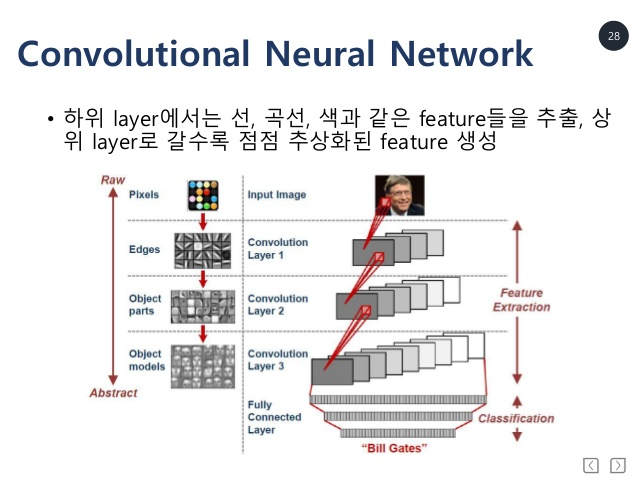 28
Convolutional Neural Network
• 하위 layer에서는 선, 곡선, 색과 같은 feature들을 추출, 상
위 layer로 갈수록 점점 추상화된 feature 생성
Raw
Pixels
Input Image
Edges
Convolution
Layer 1
Object
parts
Convolution
Layer 2
Feature
Extraction
Object
models
Convolution
Layer 3
Abstract
Fully
Connected
Layer
Classification
“Bill Gates”